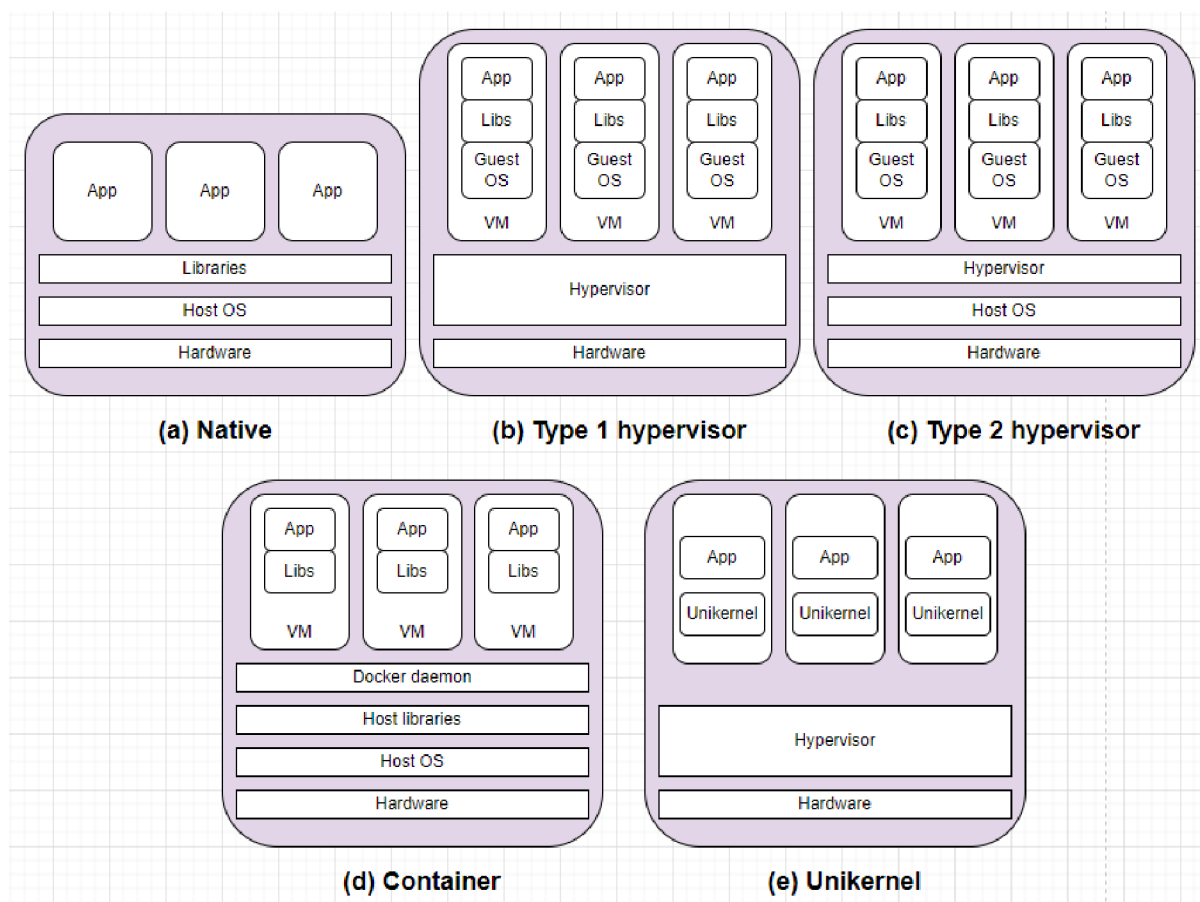 App
App
App
Libraries
Host OS
Hardware
(a) Native
App
Libs
Guest
OS
VM
App
Libs
Guest
OS
VM
App
Libs
Guest
OS
VM
Hypervisor
Hardware
(b) Type 1 hypervisor
App
Libs
Guest
OS
VM
App
Libs
Guest
OS
VM
App
Libs
Guest
OS
VM
Hypervisor
Host OS
Hardware
(c) Type 2 hypervisor
App
Libs
VM
App
Libs
VM
App
Libs
VM
Docker daemon
Host libraries
Host OS
Hardware
(d) Container
App
Unikernel
App
Unikernel
App
Unikernel
Hypervisor
Hardware
(e) Unikernel